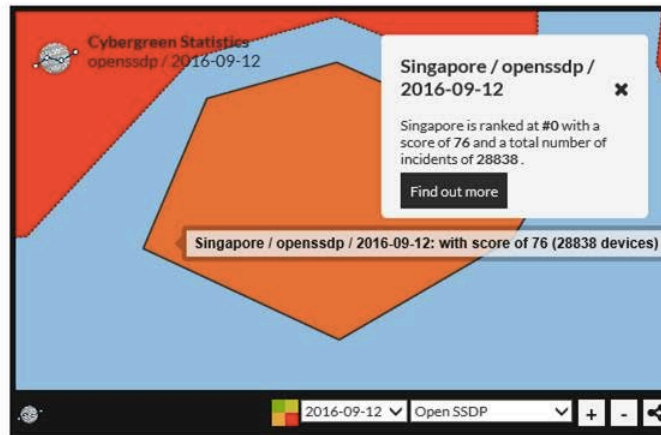 Cybergreen Statistics
openssdp / 2016-09-12
Singapore / openssdp /
2016-09-12
Singapore is ranked at #0 with a
score of 76 and a total number of
incidents of 28838 .
Find out more
Singapore / openssdp / 2016-09-12: with score of 76 (28838 devices)
2016-09-12 Open SSDP + -